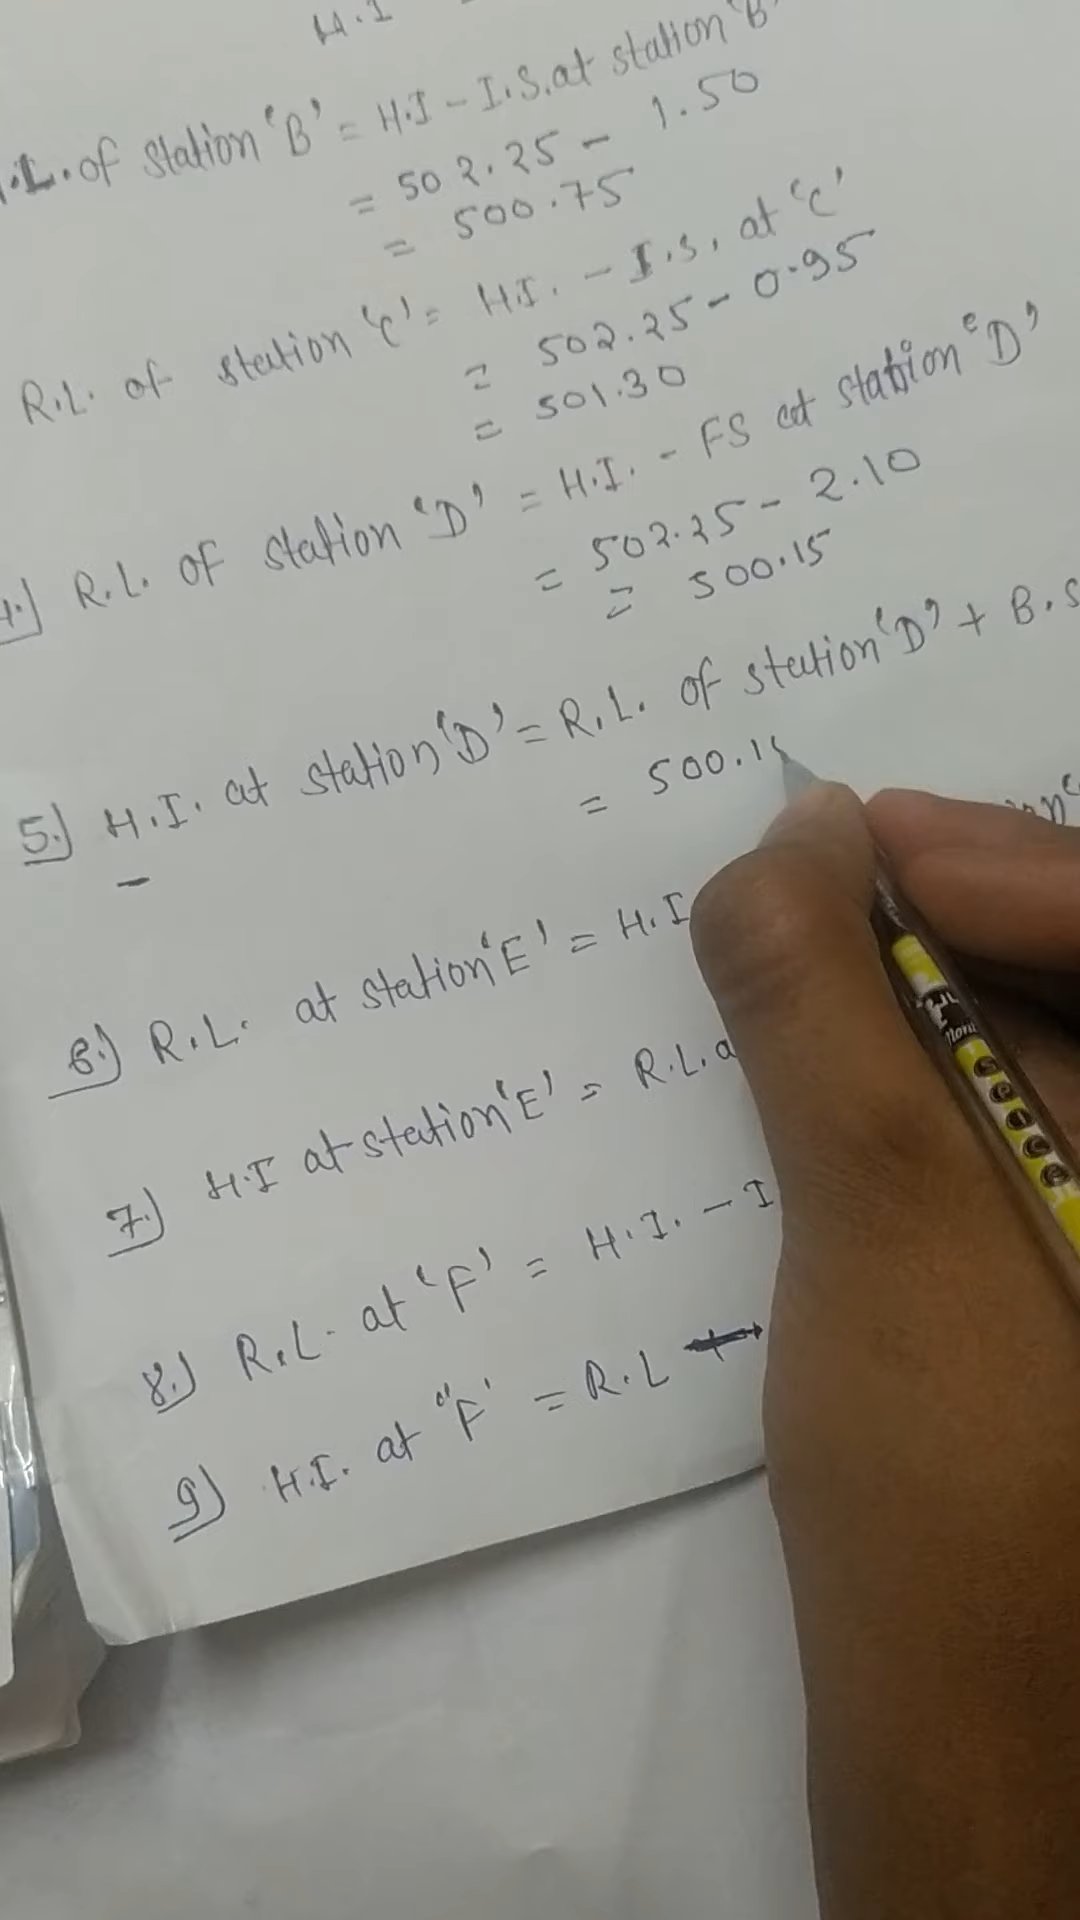 H.I
.L. of station 'B' = H.I - I.S. at station 'B'
= 502.25 - 1.50
= 500.75
R.L. of station 'C' = H.I. - I.S, at 'C'
= 502.25 - 0.95
= 501.30
4.) R.L. of station 'D' = H.I. - FS at station 'D'
= 502.25 - 2.10
= 500.15
5.) H.I. at station 'D' = R.L. of station 'D' + B.S
= 500.15
6.) R.L. at station 'E' = H.I
7.) H.I at station 'E' = R.L. a
8.) R.L. at 'F' = H.I. - I
9) H.I. at "F' = R.L